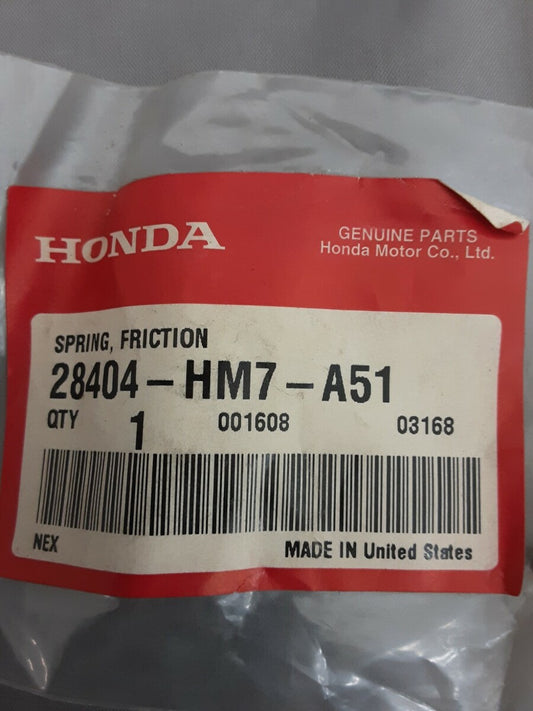 HONDA
GENUINE PARTS
Honda Motor Co., Ltd.
SPRING, FRICTION
28404-HM7-A51
QTY 1 001608 03168
NEX MADE IN United States